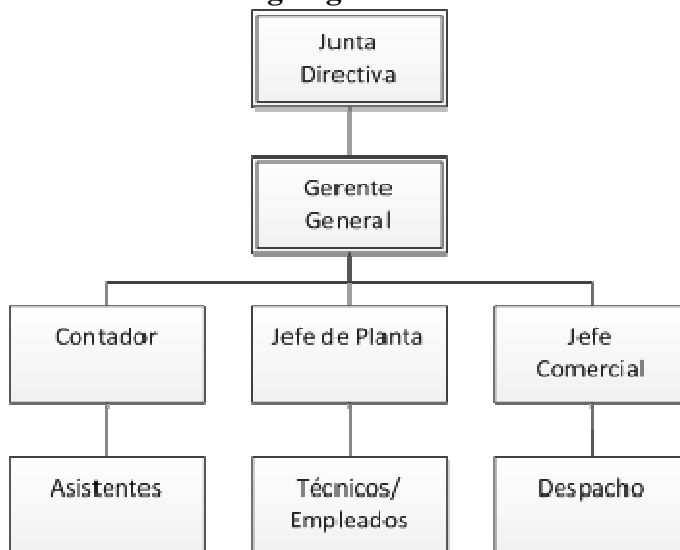 Junta
Directiva
Gerente
General
Contador
Jefe de Planta
Jefe
Comercial
Asistentes
Técnicos/
Empleados
Despacho